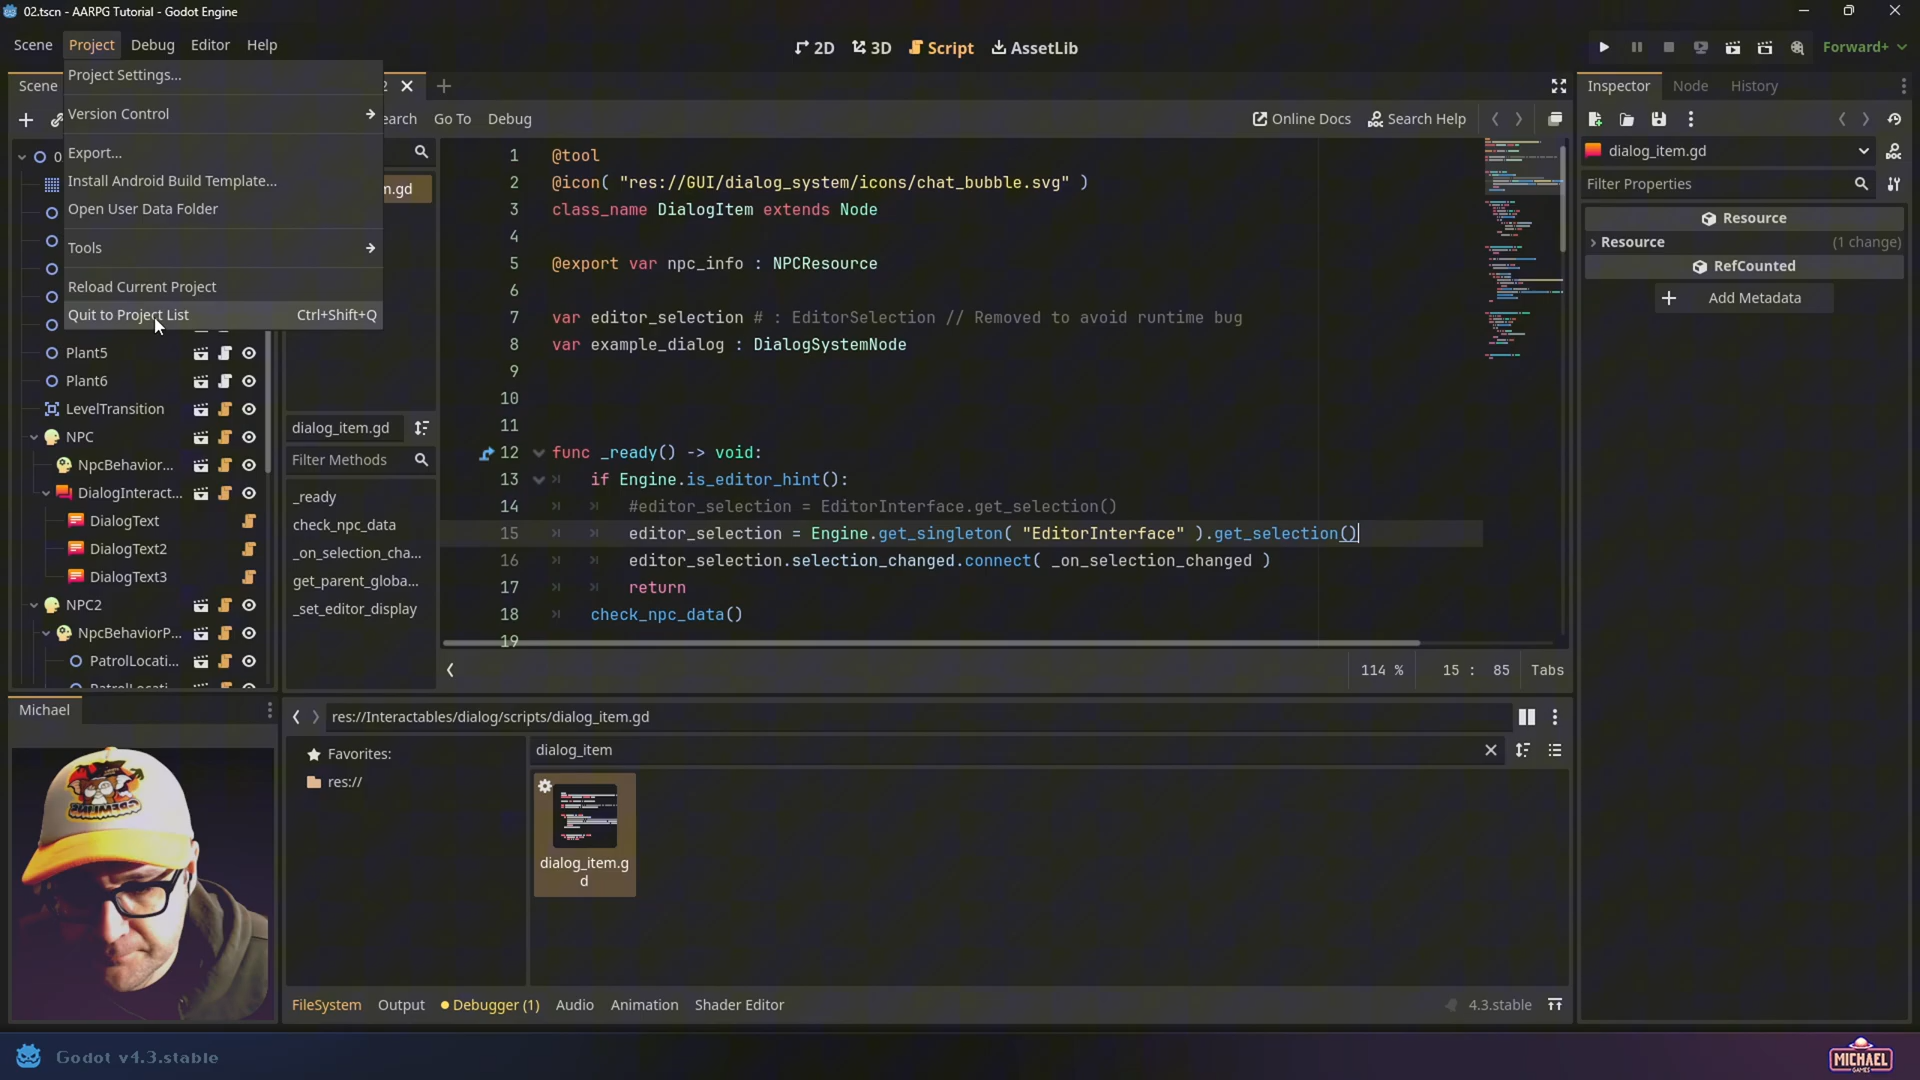 02.tscn - AARPG Tutorial - Godot Engine
Scene Project Debug Editor Help
2D 3D Script AssetLib
Forward+
Project Settings...
Version Control
Export...
Install Android Build Template...
Open User Data Folder
Tools
Reload Current Project
Quit to Project List Ctrl+Shift+Q
Scene
0
Plant5
Plant6
LevelTransition
NPC
NpcBehavior...
DialogInteract...
DialogText
DialogText2
DialogText3
NPC2
NpcBehaviorP...
PatrolLocati...
2
earch Go To Debug
Online Docs Search Help
m.gd
dialog_item.gd
Filter Methods
_ready
check_npc_data
_on_selection_cha...
get_parent_globa...
_set_editor_display
1 @tool
2 @icon( "res://GUI/dialog_system/icons/chat_bubble.svg" )
3 class_name DialogItem extends Node
4
5 @export var npc_info : NPCResource
6
7 var editor_selection # : EditorSelection // Removed to avoid runtime bug
8 var example_dialog : DialogSystemNode
9
10
11
12 func _ready() -> void:
13 if Engine.is_editor_hint():
14 #editor_selection = EditorInterface.get_selection()
15 editor_selection = Engine.get_singleton( "EditorInterface" ).get_selection()
16 editor_selection.selection_changed.connect( _on_selection_changed )
17 return
18 check_npc_data()
19
114 % 15 : 85 Tabs
Inspector Node History
dialog_item.gd
Filter Properties
Resource
Resource (1 change)
RefCounted
Add Metadata
Michael
res://Interactables/dialog/scripts/dialog_item.gd
Favorites:
res://
dialog_item
dialog_item.g
d
FileSystem Output Debugger (1) Audio Animation Shader Editor
4.3.stable
Godot v4.3.stable
MICHAEL
GAMES